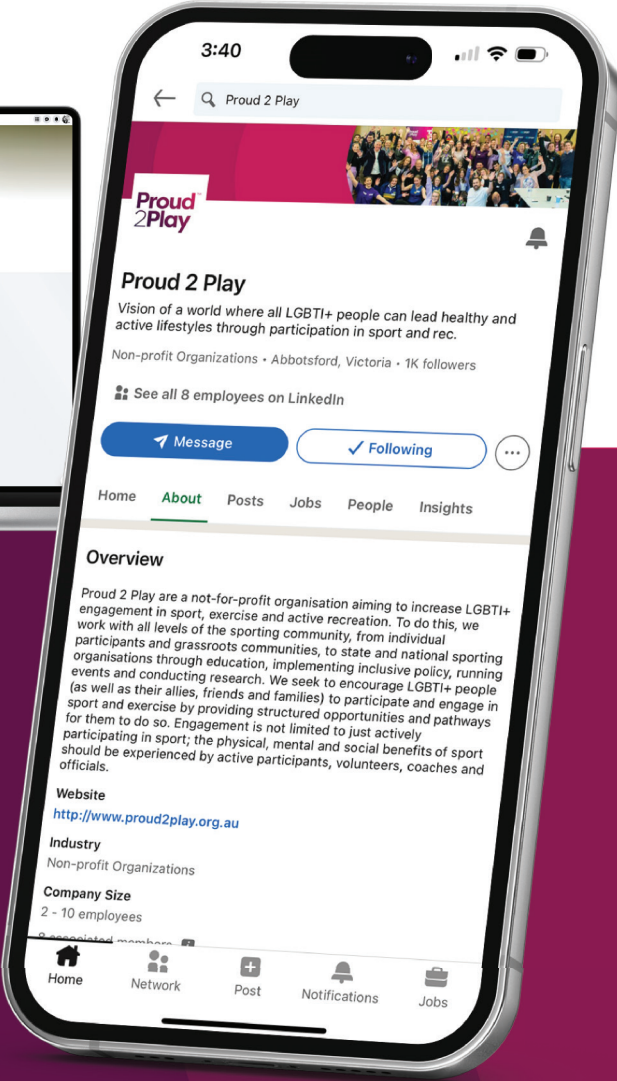 3:40
Proud 2 Play
Proud™
2Play
Proud 2 Play
Vision of a world where all LGBTI+ people can lead healthy and
active lifestyles through participation in sport and rec.
Non-profit Organizations • Abbotsford, Victoria • 1K followers
See all 8 employees on LinkedIn
Message
Following
Home About Posts Jobs People Insights
Overview
Proud 2 Play are a not-for-profit organisation aiming to increase LGBTI+
engagement in sport, exercise and active recreation. To do this, we
work with all levels of the sporting community, from individual
participants and grassroots communities, to state and national sporting
organisations through education, implementing inclusive policy, running
events and conducting research. We seek to encourage LGBTI+ people
(as well as their allies, friends and families) to participate and engage in
sport and exercise by providing structured opportunities and pathways
for them to do so. Engagement is not limited to just actively
participating in sport; the physical, mental and social benefits of sport
should be experienced by active participants, volunteers, coaches and
officials.
Website
http://www.proud2play.org.au
Industry
Non-profit Organizations
Company Size
2 - 10 employees
8 associated members
Home Network Post Notifications Jobs